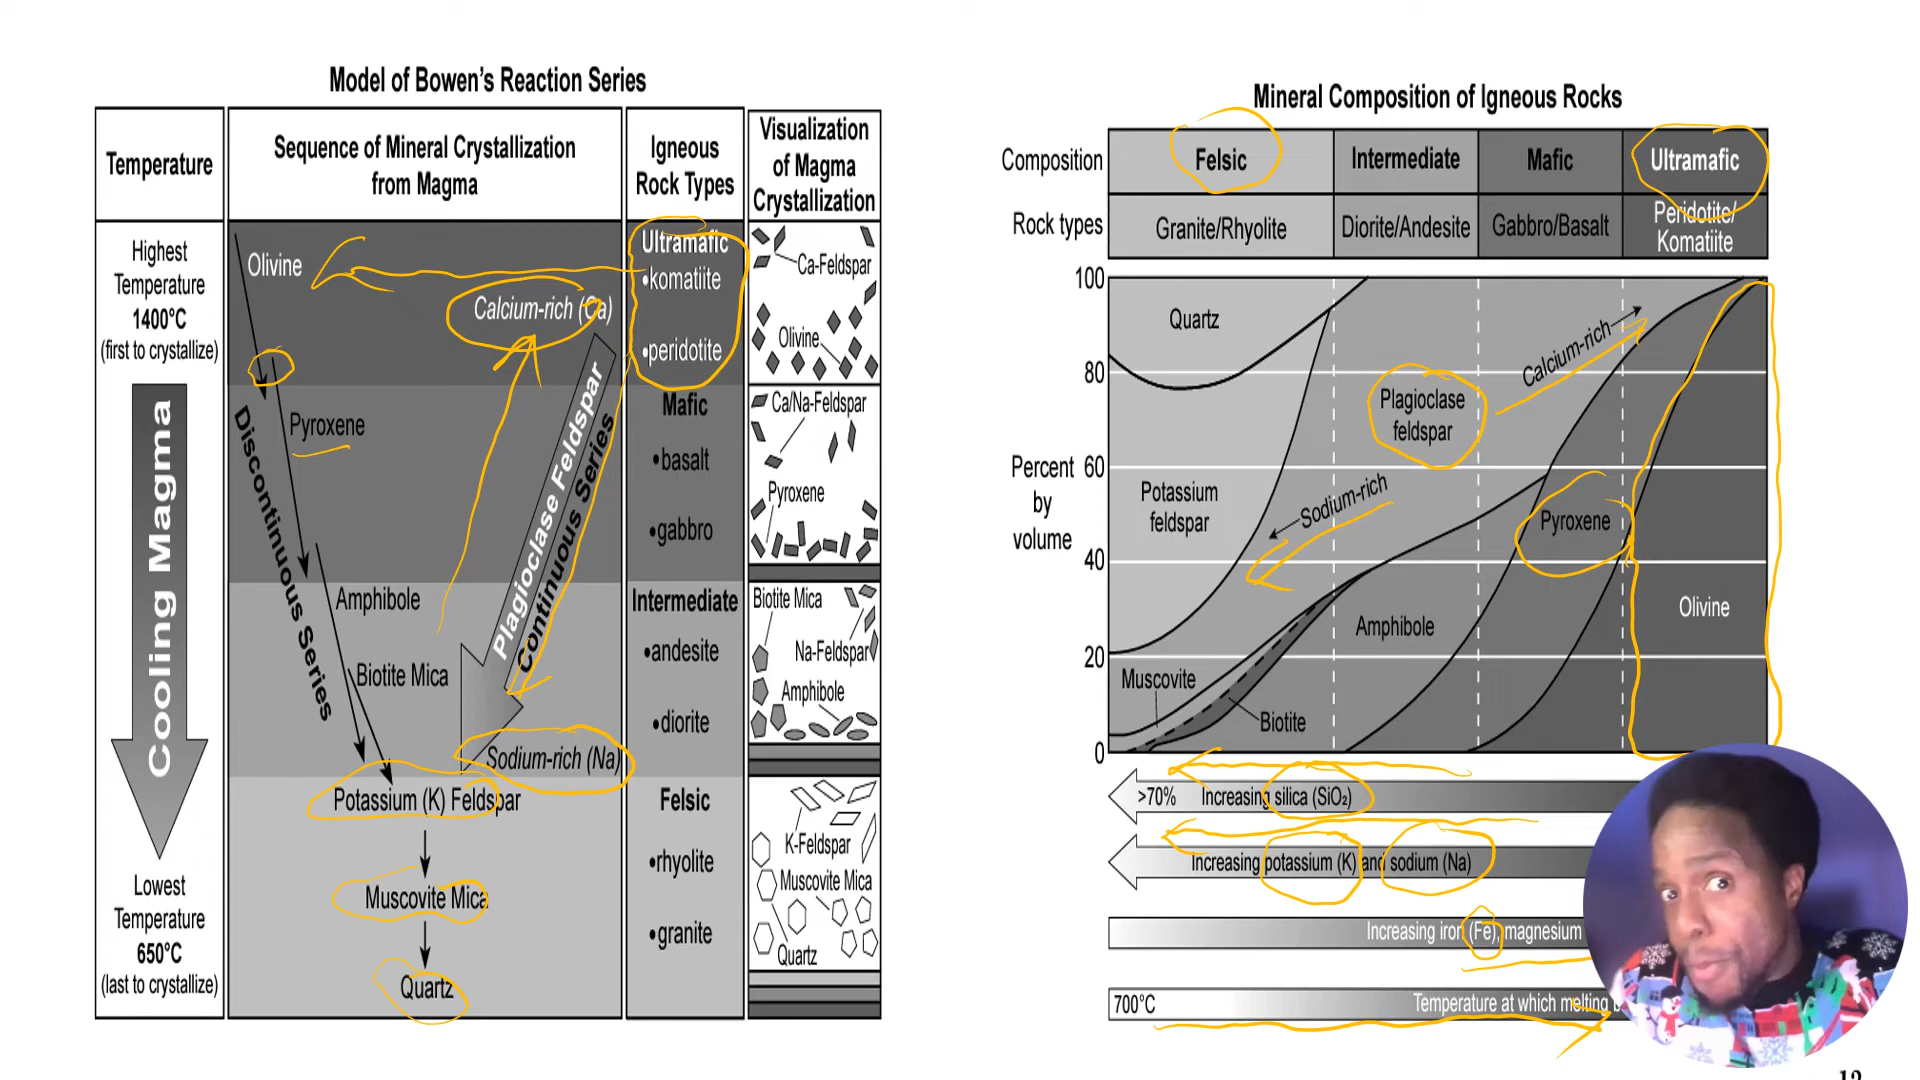 Model of Bowen's Reaction Series
Temperature
Sequence of Mineral Crystallization
from Magma
Igneous
Rock Types
Visualization
of Magma
Crystallization
Highest
Temperature
1400°C
(first to crystallize)
Cooling Magma
Lowest
Temperature
650°C
(last to crystallize)
Olivine
Calcium-rich (Ca)
Pyroxene
Discontinuous Series
Plagioclase Feldspar
Continuous Series
Amphibole
Biotite Mica
Sodium-rich (Na)
Potassium (K) Feldspar
Muscovite Mica
Quartz
Ultramafic
•komatiite
•peridotite
Mafic
•basalt
•gabbro
Intermediate
•andesite
•diorite
Felsic
•rhyolite
•granite
Ca-Feldspar
Olivine
Ca/Na-Feldspar
Pyroxene
Biotite Mica
Na-Feldspar
Amphibole
K-Feldspar
Muscovite Mica
Quartz
Mineral Composition of Igneous Rocks
Composition Felsic Intermediate Mafic Ultramafic
Rock types Granite/Rhyolite Diorite/Andesite Gabbro/Basalt Peridotite/
Komatiite
Percent
by
volume
100
80
60
40
20
0
Quartz
Calcium-rich
Plagioclase
feldspar
Potassium
feldspar
Sodium-rich
Pyroxene
Olivine
Amphibole
Muscovite
Biotite
>70% Increasing silica (SiO₂)
Increasing potassium (K) and sodium (Na)
Increasing iron (Fe), magnesium
700°C Temperature at which melting